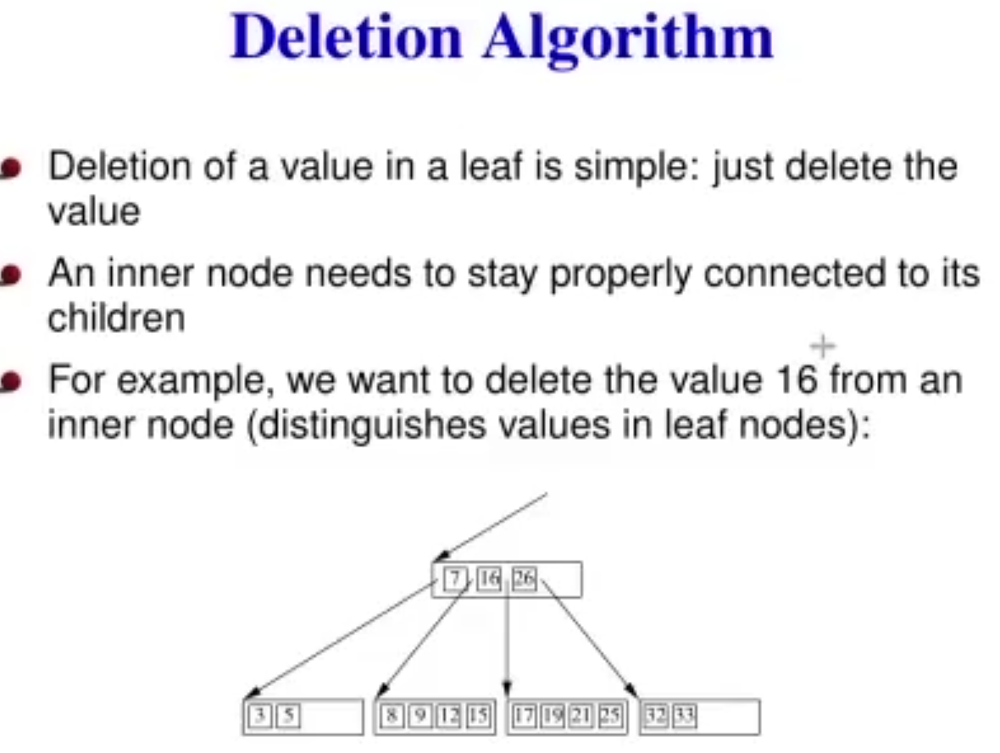 Deletion Algorithm
Deletion of a value in a leaf is simple: just delete the
value
An inner node needs to stay properly connected to its
children
For example, we want to delete the value 16 from an
inner node (distinguishes values in leaf nodes):
7 16 26
3 5 8 9 12 15 17 19 21 25 32 33